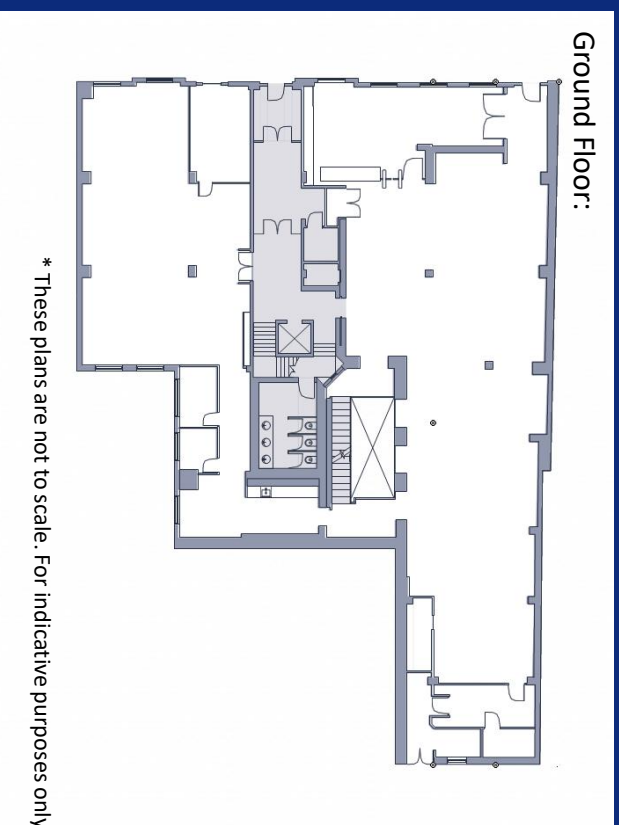 Ground Floor:
* These plans are not to scale. For indicative purposes only